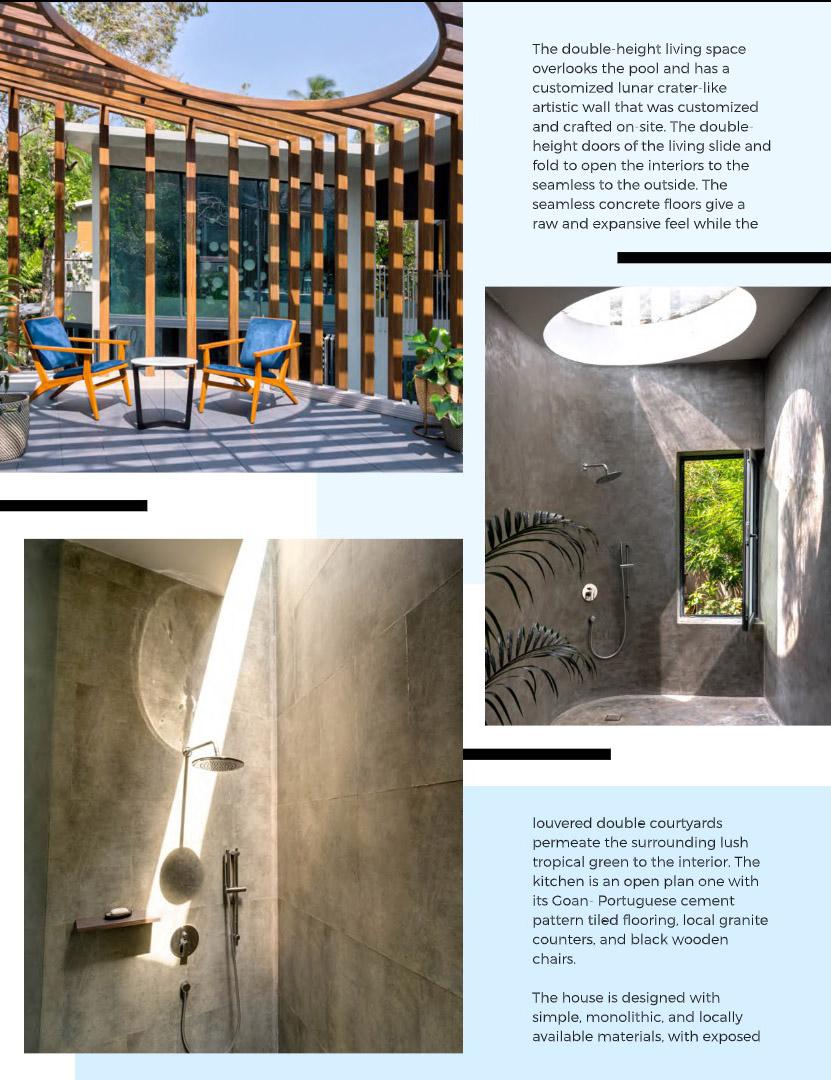 The double-height living space
overlooks the pool and has a
customized lunar crater-like
artistic wall that was customized
and crafted on-site. The double-
height doors of the living slide and
fold to open the interiors to the
seamless to the outside. The
seamless concrete floors give a
raw and expansive feel while the
louvered double courtyards
permeate the surrounding lush
tropical green to the interior. The
kitchen is an open plan one with
its Goan- Portuguese cement
pattern tiled flooring, local granite
counters, and black wooden
chairs.
The house is designed with
simple, monolithic, and locally
available materials, with exposed